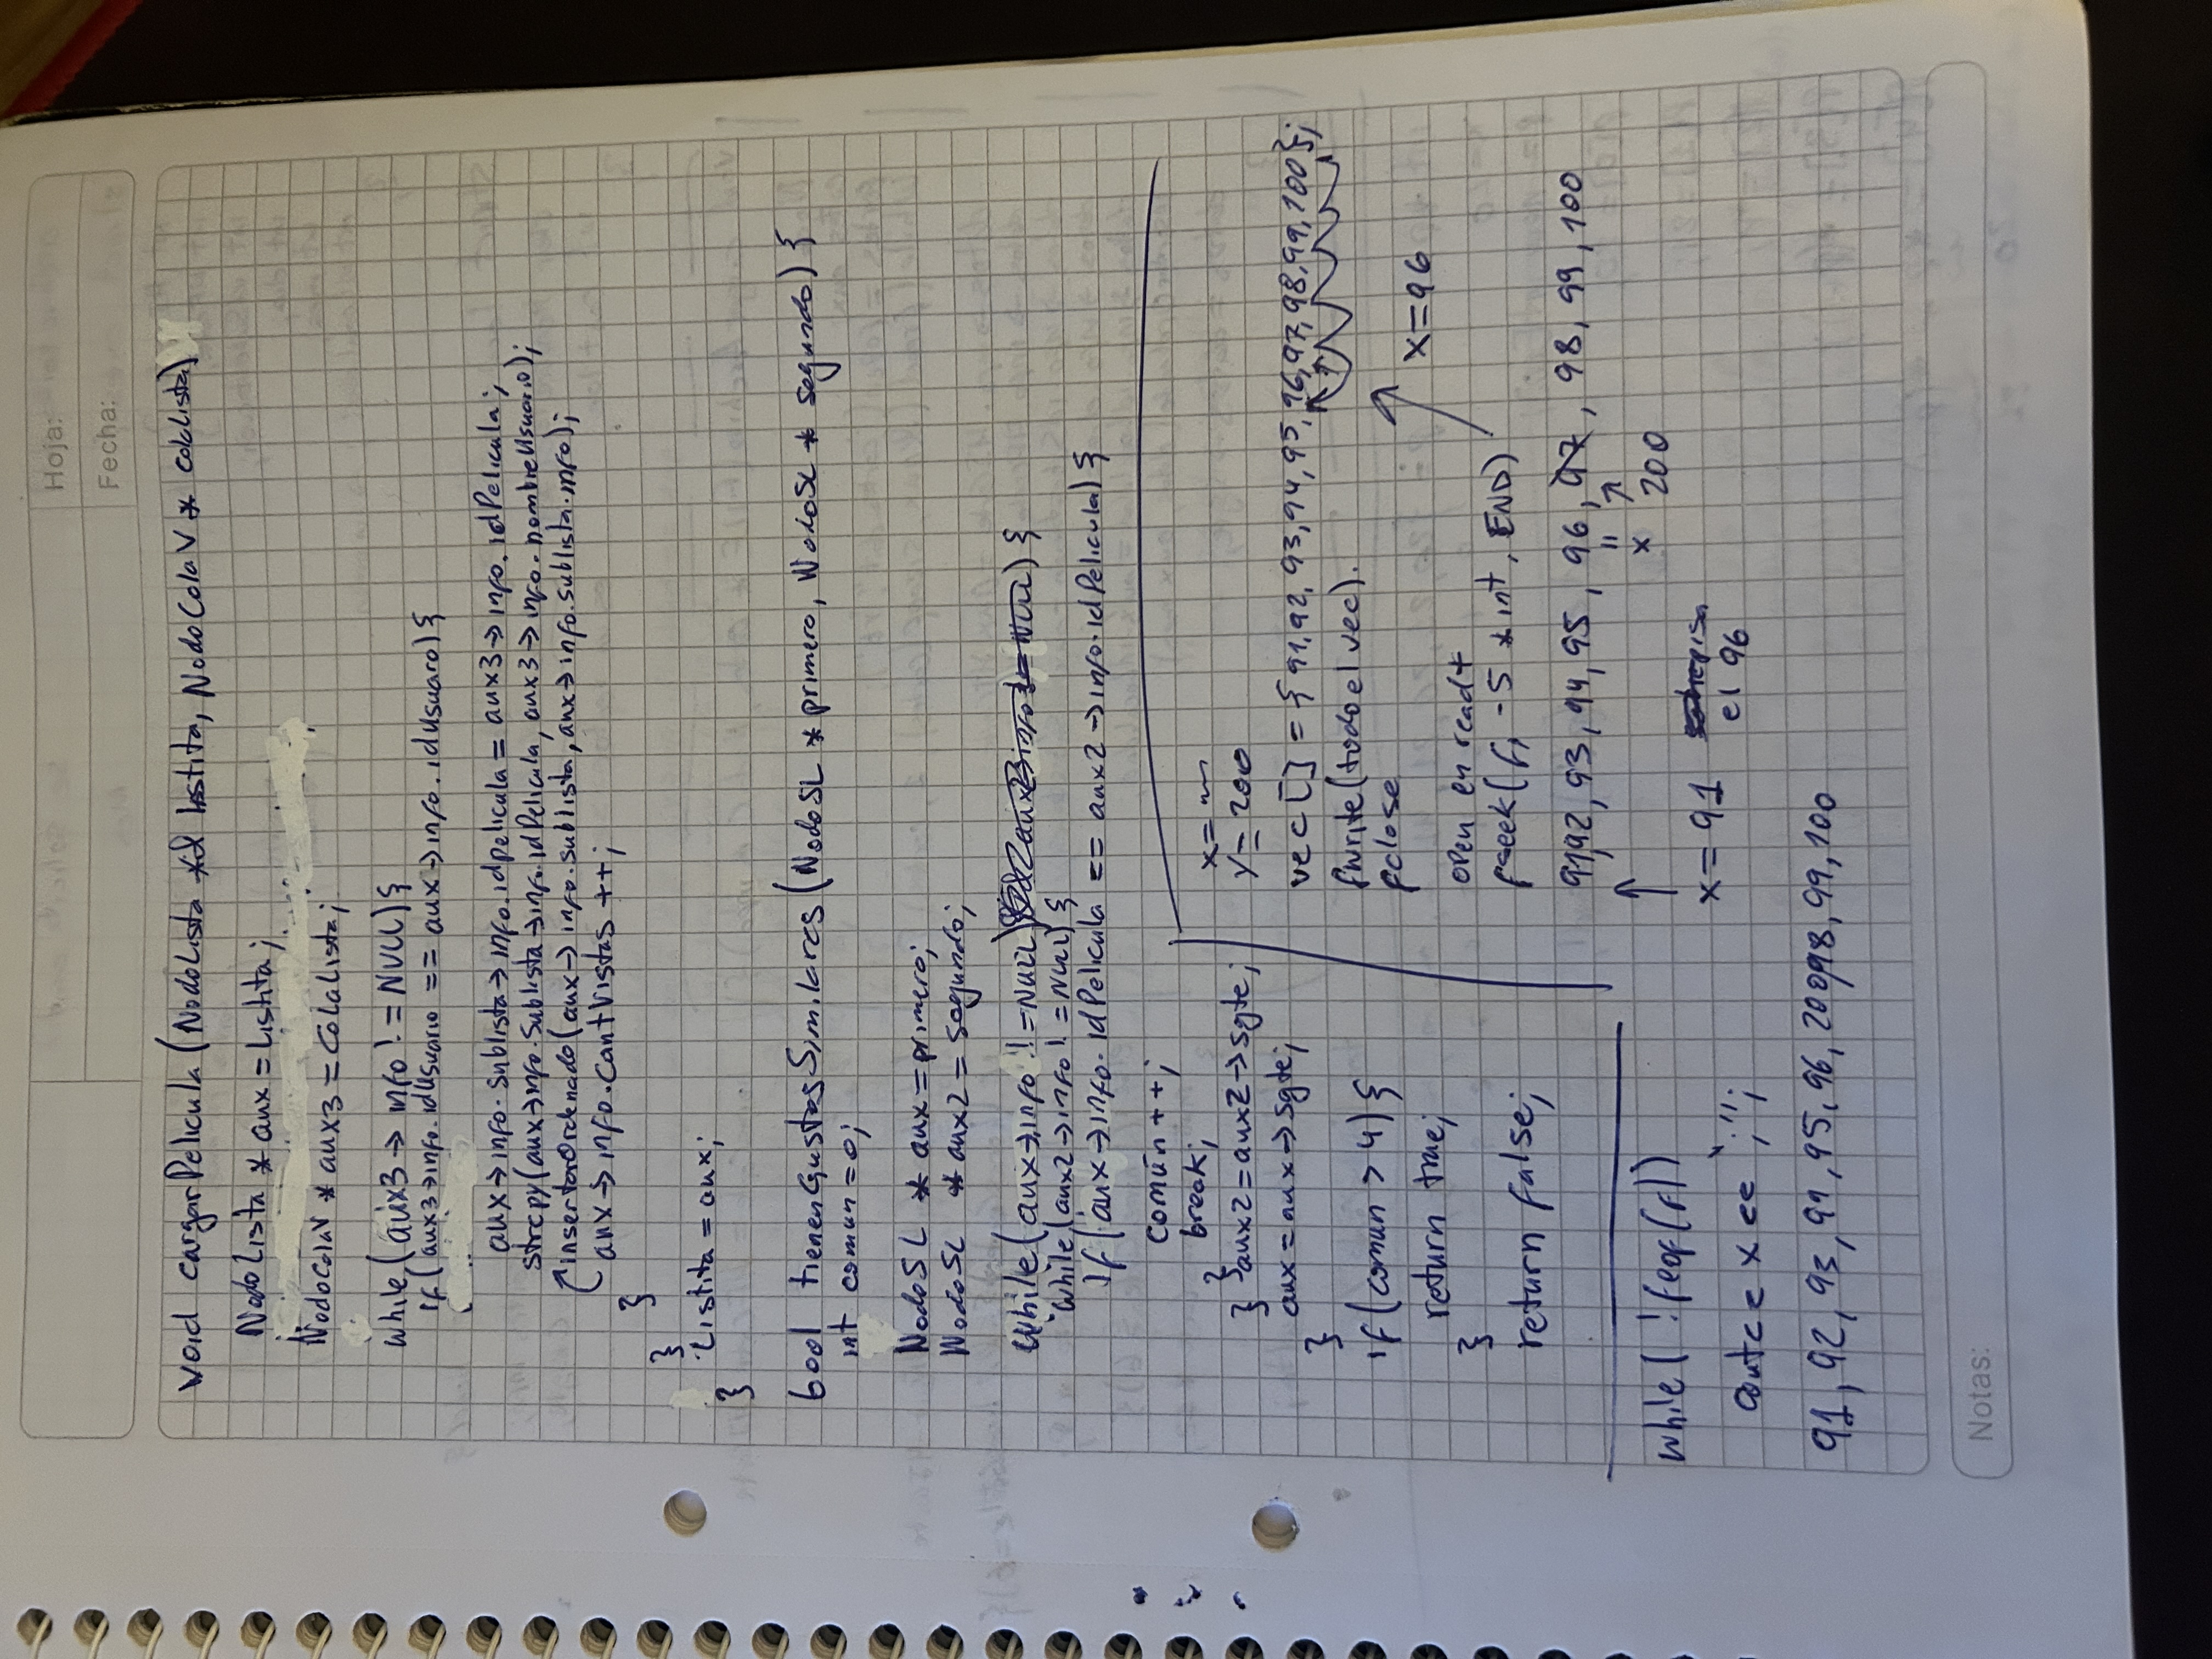 Hoja:
Fecha:
void cargarPelicula (NodoLista *& listita, NodoColaV * colaLista)
NodoLista * aux = Listita;
NodoColaV * aux3 = ColaLista;
while (aux3 -> info != NULL) {
if (aux3->info.idUsuario == aux->info.idUsuaro) {
aux->info.sublista->info.idpelicula = aux3->info.idPelicula;
strcpy(aux->info.Sublista->info.idPelicula, aux3->info.nombreUsuario);
insertarOrdenado(aux->info.sublista, aux->info.sublista.info);
aux->info.cantVistas ++;
}
}
Listita = aux;
}
bool tienenGustosSimilares (NodoSL * primero, NodoSL * segundo) {
int comun = 0;
NodoSL * aux = primero;
NodoSL * aux2 = segundo;
while (aux->info != NULL) && aux2->info != NULL) {
while (aux2->info != NULL) {
if (aux->info.idPelicula == aux2->info.idPelicula) {
común ++;
break;
}
} aux2 = aux2->sgte;
aux = aux->sgte;
}
if (comun > 4) {
return true;
}
return false;
x =
y = 200
vec [] = { 91, 92, 93, 94, 95, 96, 97, 98, 99, 100 };
fwrite (todo el vec).
fclose
x = 96
open en read+
fseek (f, -5 * int, END)
91, 92, 93, 94, 95, 96, 97, 98, 99, 100
"
x 200
x = 91 sobrepisa
el 96
while ( !feof(f))
cout << x << ";";
91, 92, 93, 94, 95, 96, 200, 98, 99, 100
Notas: